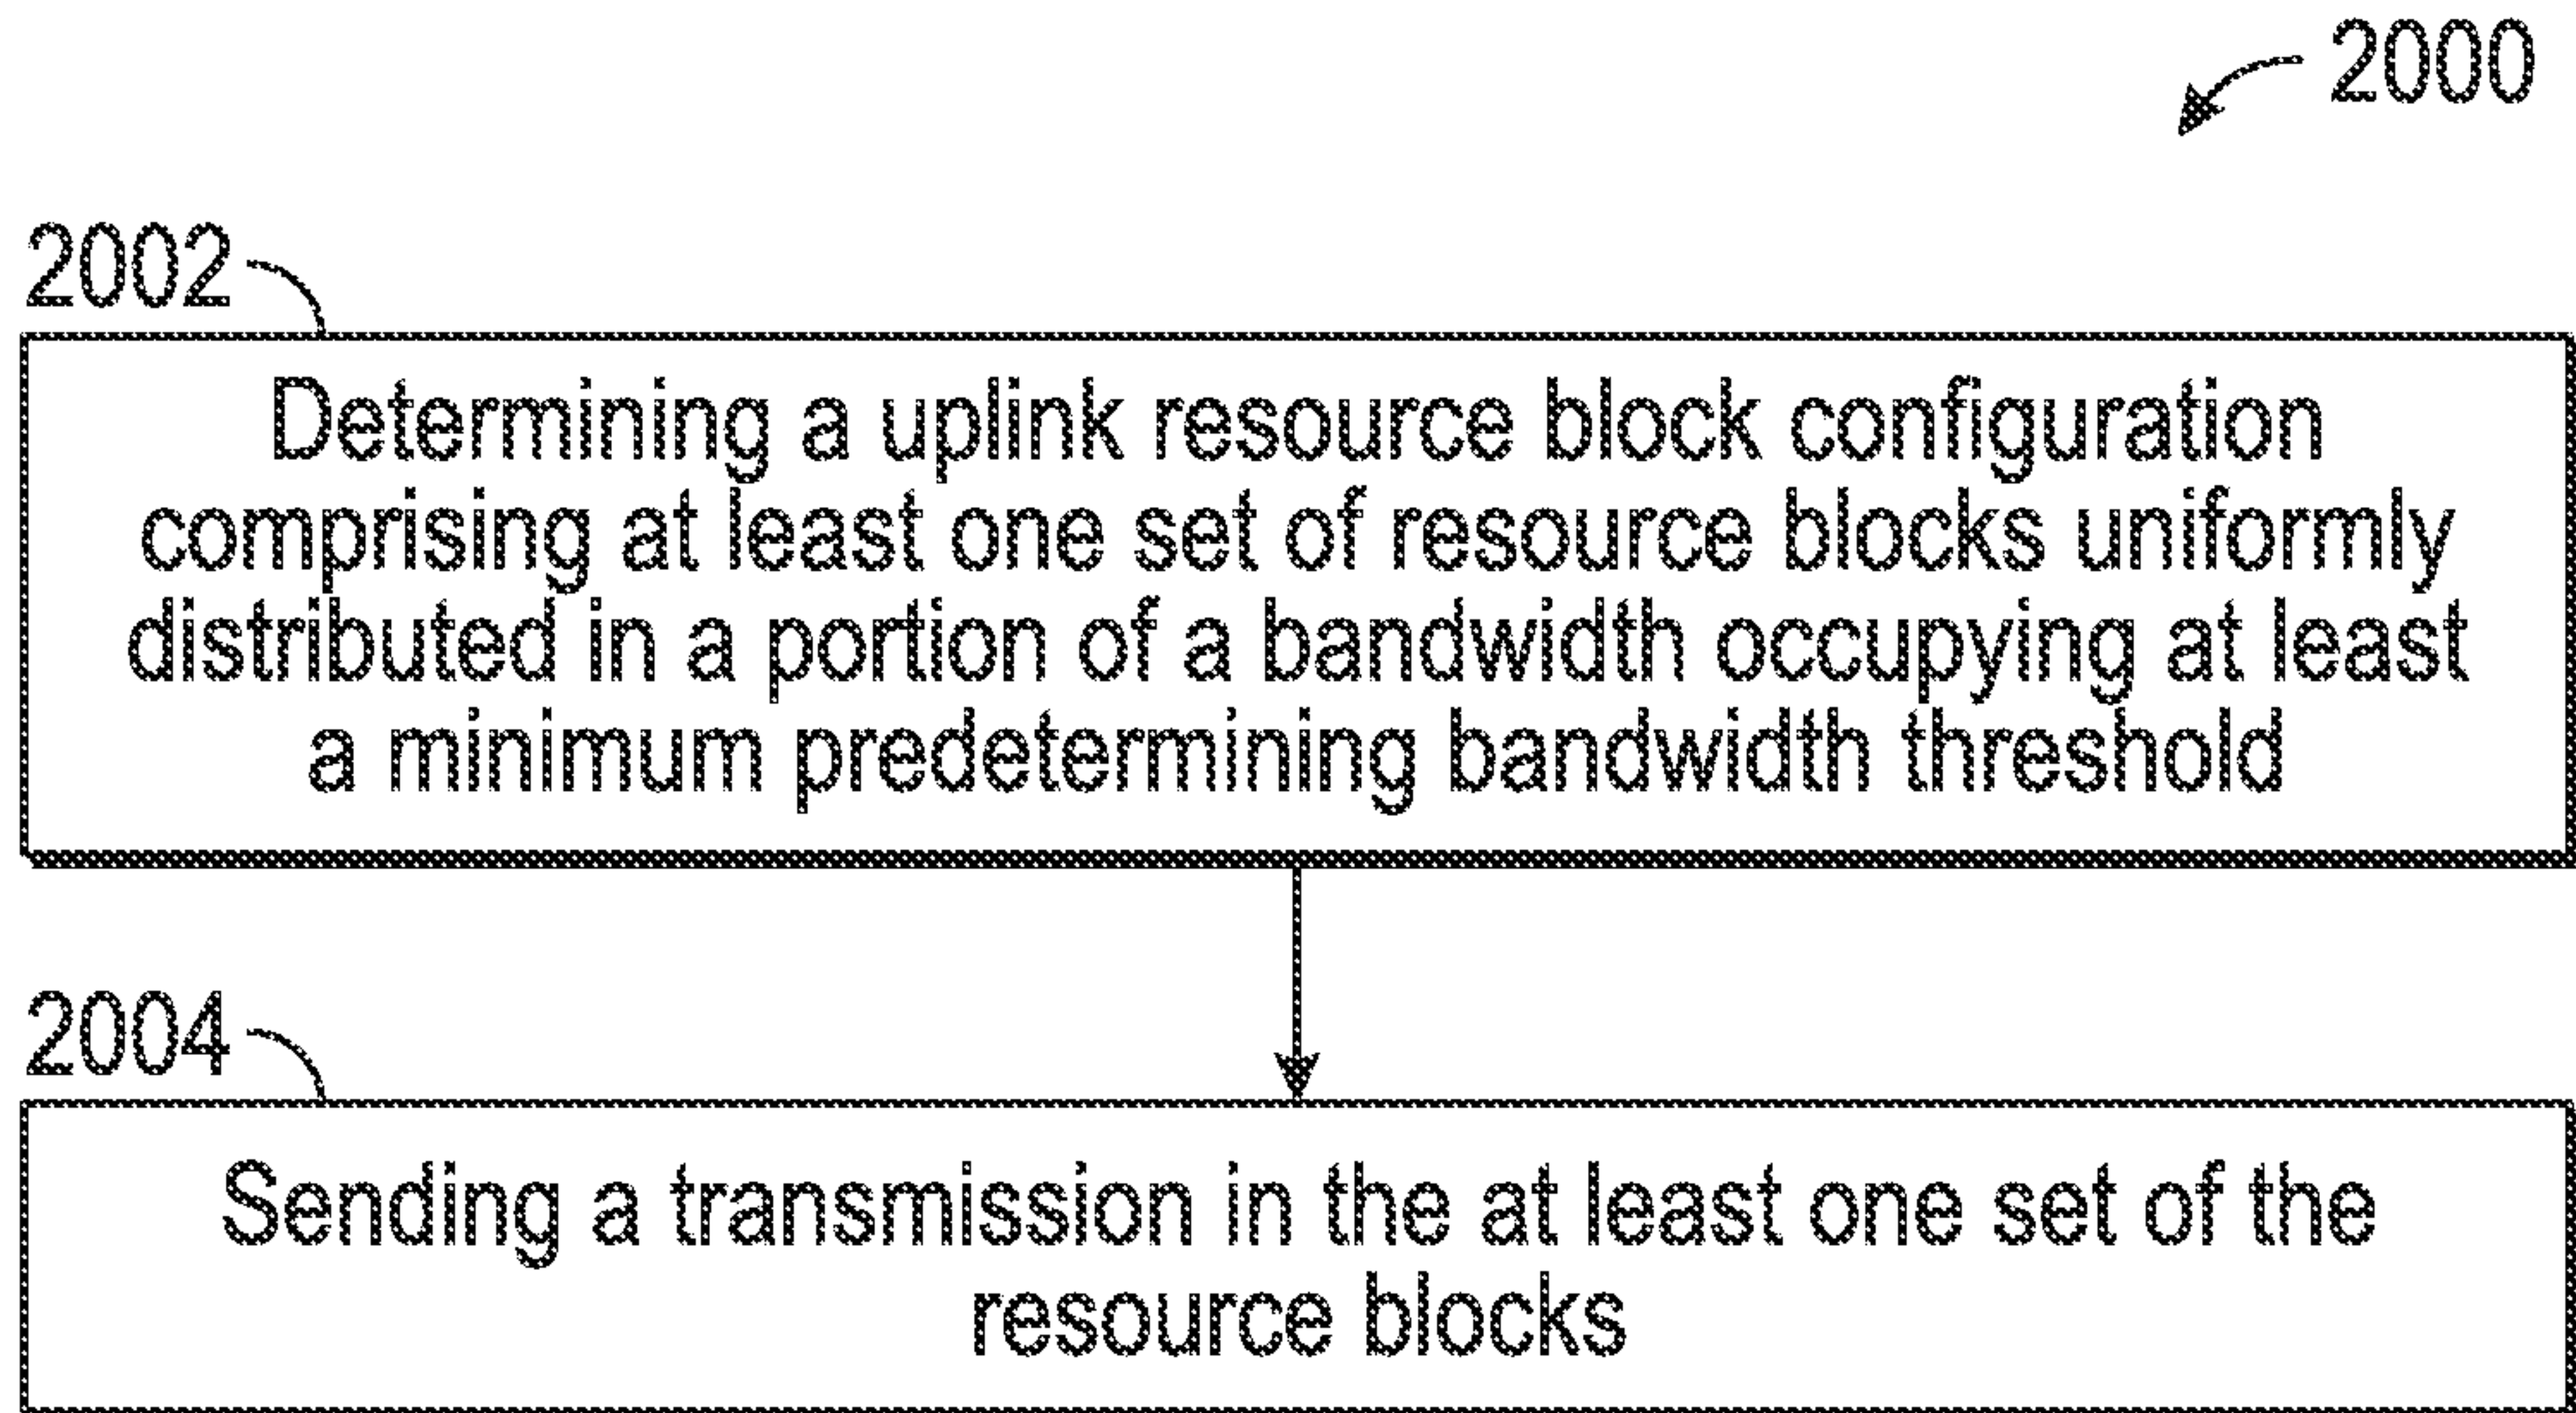 2000
2002
Determining a uplink resource block configuration
comprising at least one set of resource blocks uniformly
distributed in a portion of a bandwidth occupying at least
a minimum predetermining bandwidth threshold
2004
Sending a transmission in the at least one set of the
resource blocks